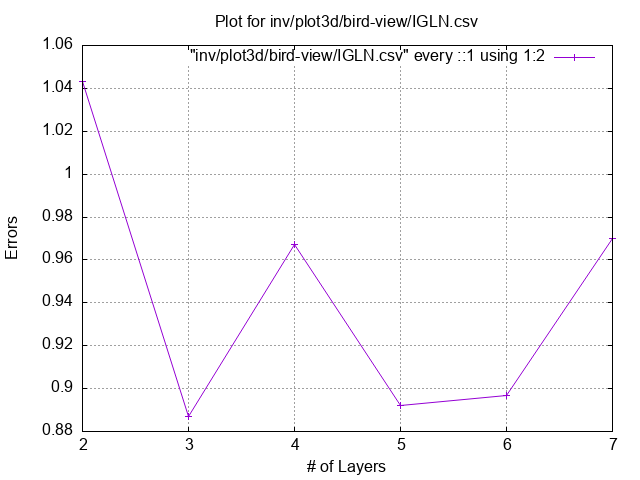 Plot for inv/plot3d/bird-view/IGLN.csv
"inv/plot3d/bird-view/IGLN.csv" every ::1 using 1:2
1.06
1.04
1.02
1
0.98
0.96
0.94
0.92
0.9
0.88
Errors
2 3 4 5 6 7
# of Layers